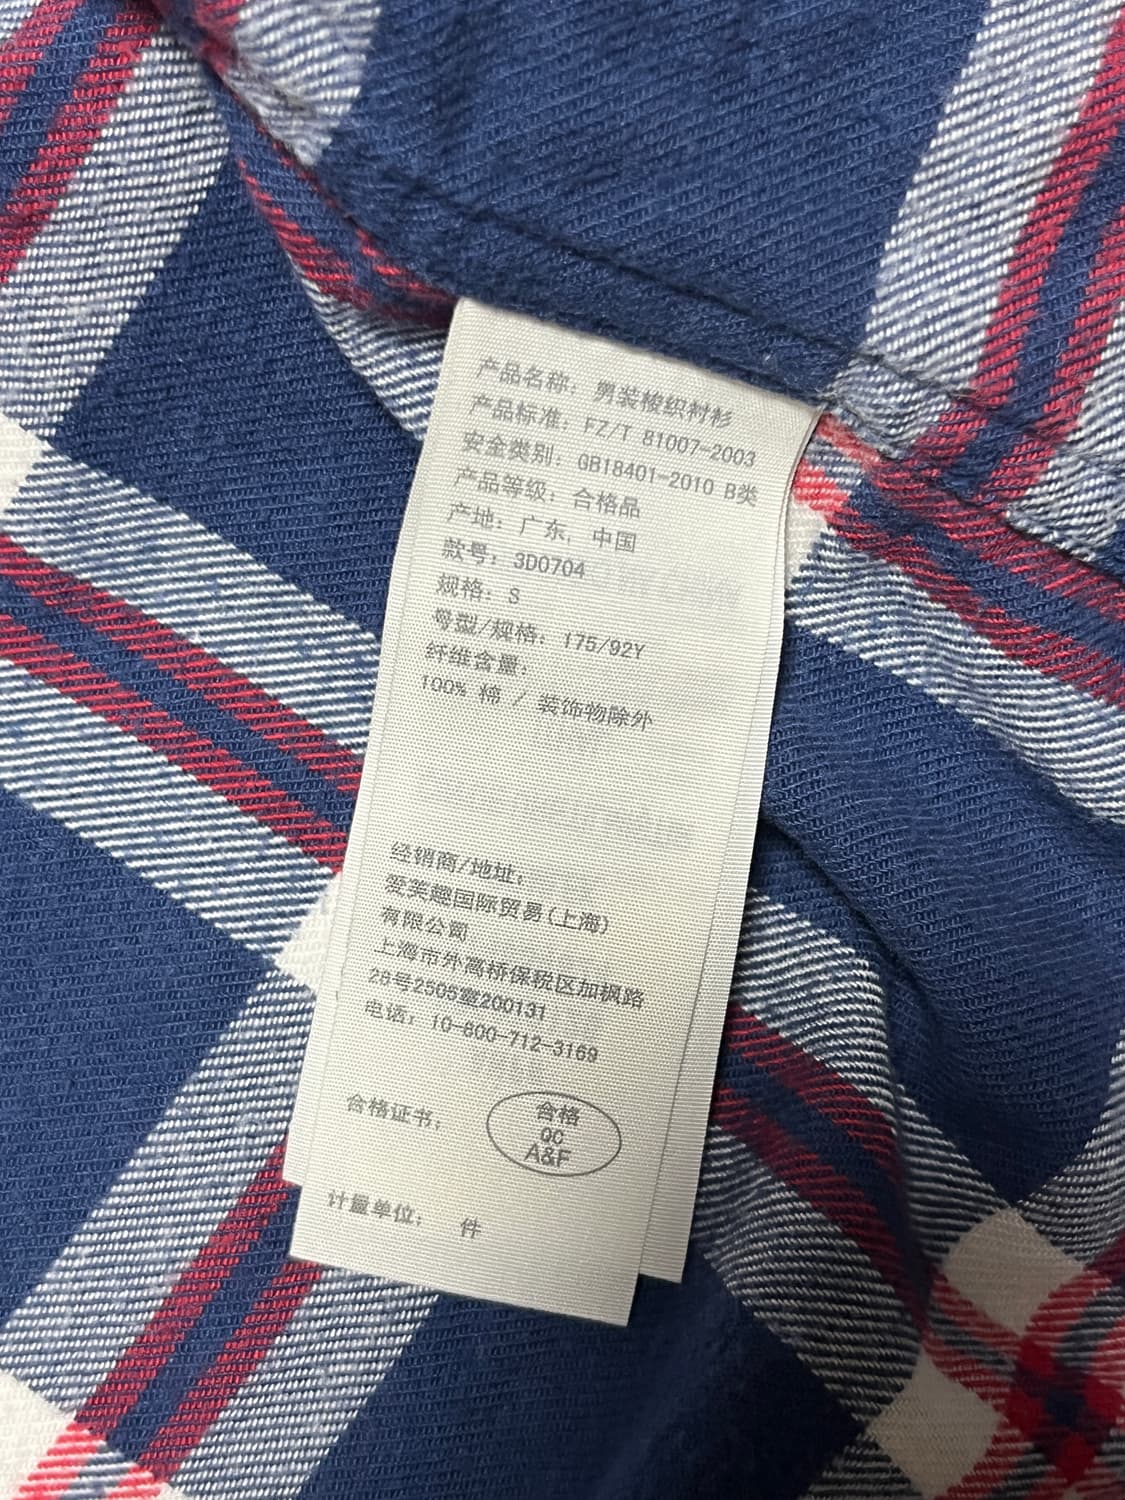 产品名称: 男装梭织衬衫
产品标准: FZ/T 81007-2003
安全类别: GB18401-2010 B类
产品等级: 合格品
产地: 广东, 中国
款号: 3D0704
规格: S
号型/规格: 175/92Y
纤维含量:
100% 棉 / 装饰物除外
经销商/地址:
爱芙趣国际贸易(上海)
有限公司
上海市外高桥保税区加枫路
28号2505室200131
电话: 10-800-712-3169
合格证书:
合格
QC
A&F
计量单位: 件